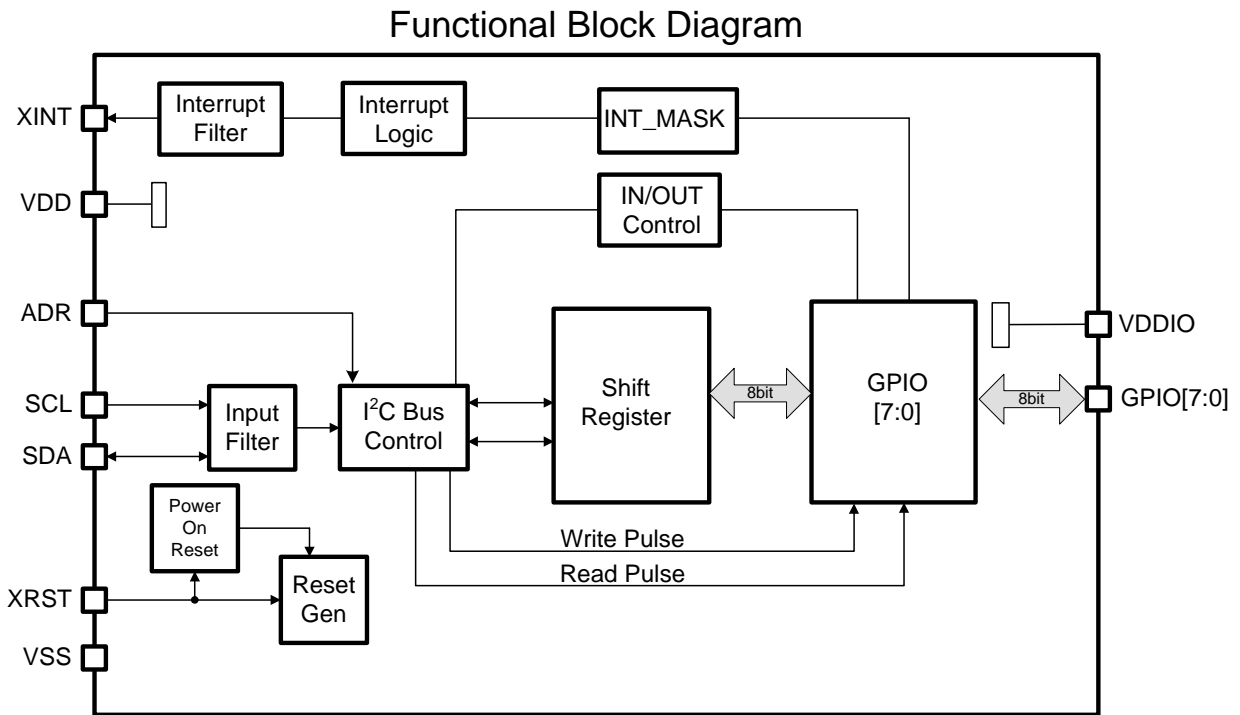 Functional Block Diagram
XINT
Interrupt
Filter
Interrupt
Logic
INT_MASK
VDD
IN/OUT
Control
ADR
VDDIO
SCL
SDA
Input
Filter
I²C Bus
Control
Shift
Register
8bit
GPIO
[7:0]
8bit
GPIO[7:0]
Power
On
Reset
Write Pulse
Read Pulse
XRST
Reset
Gen
VSS